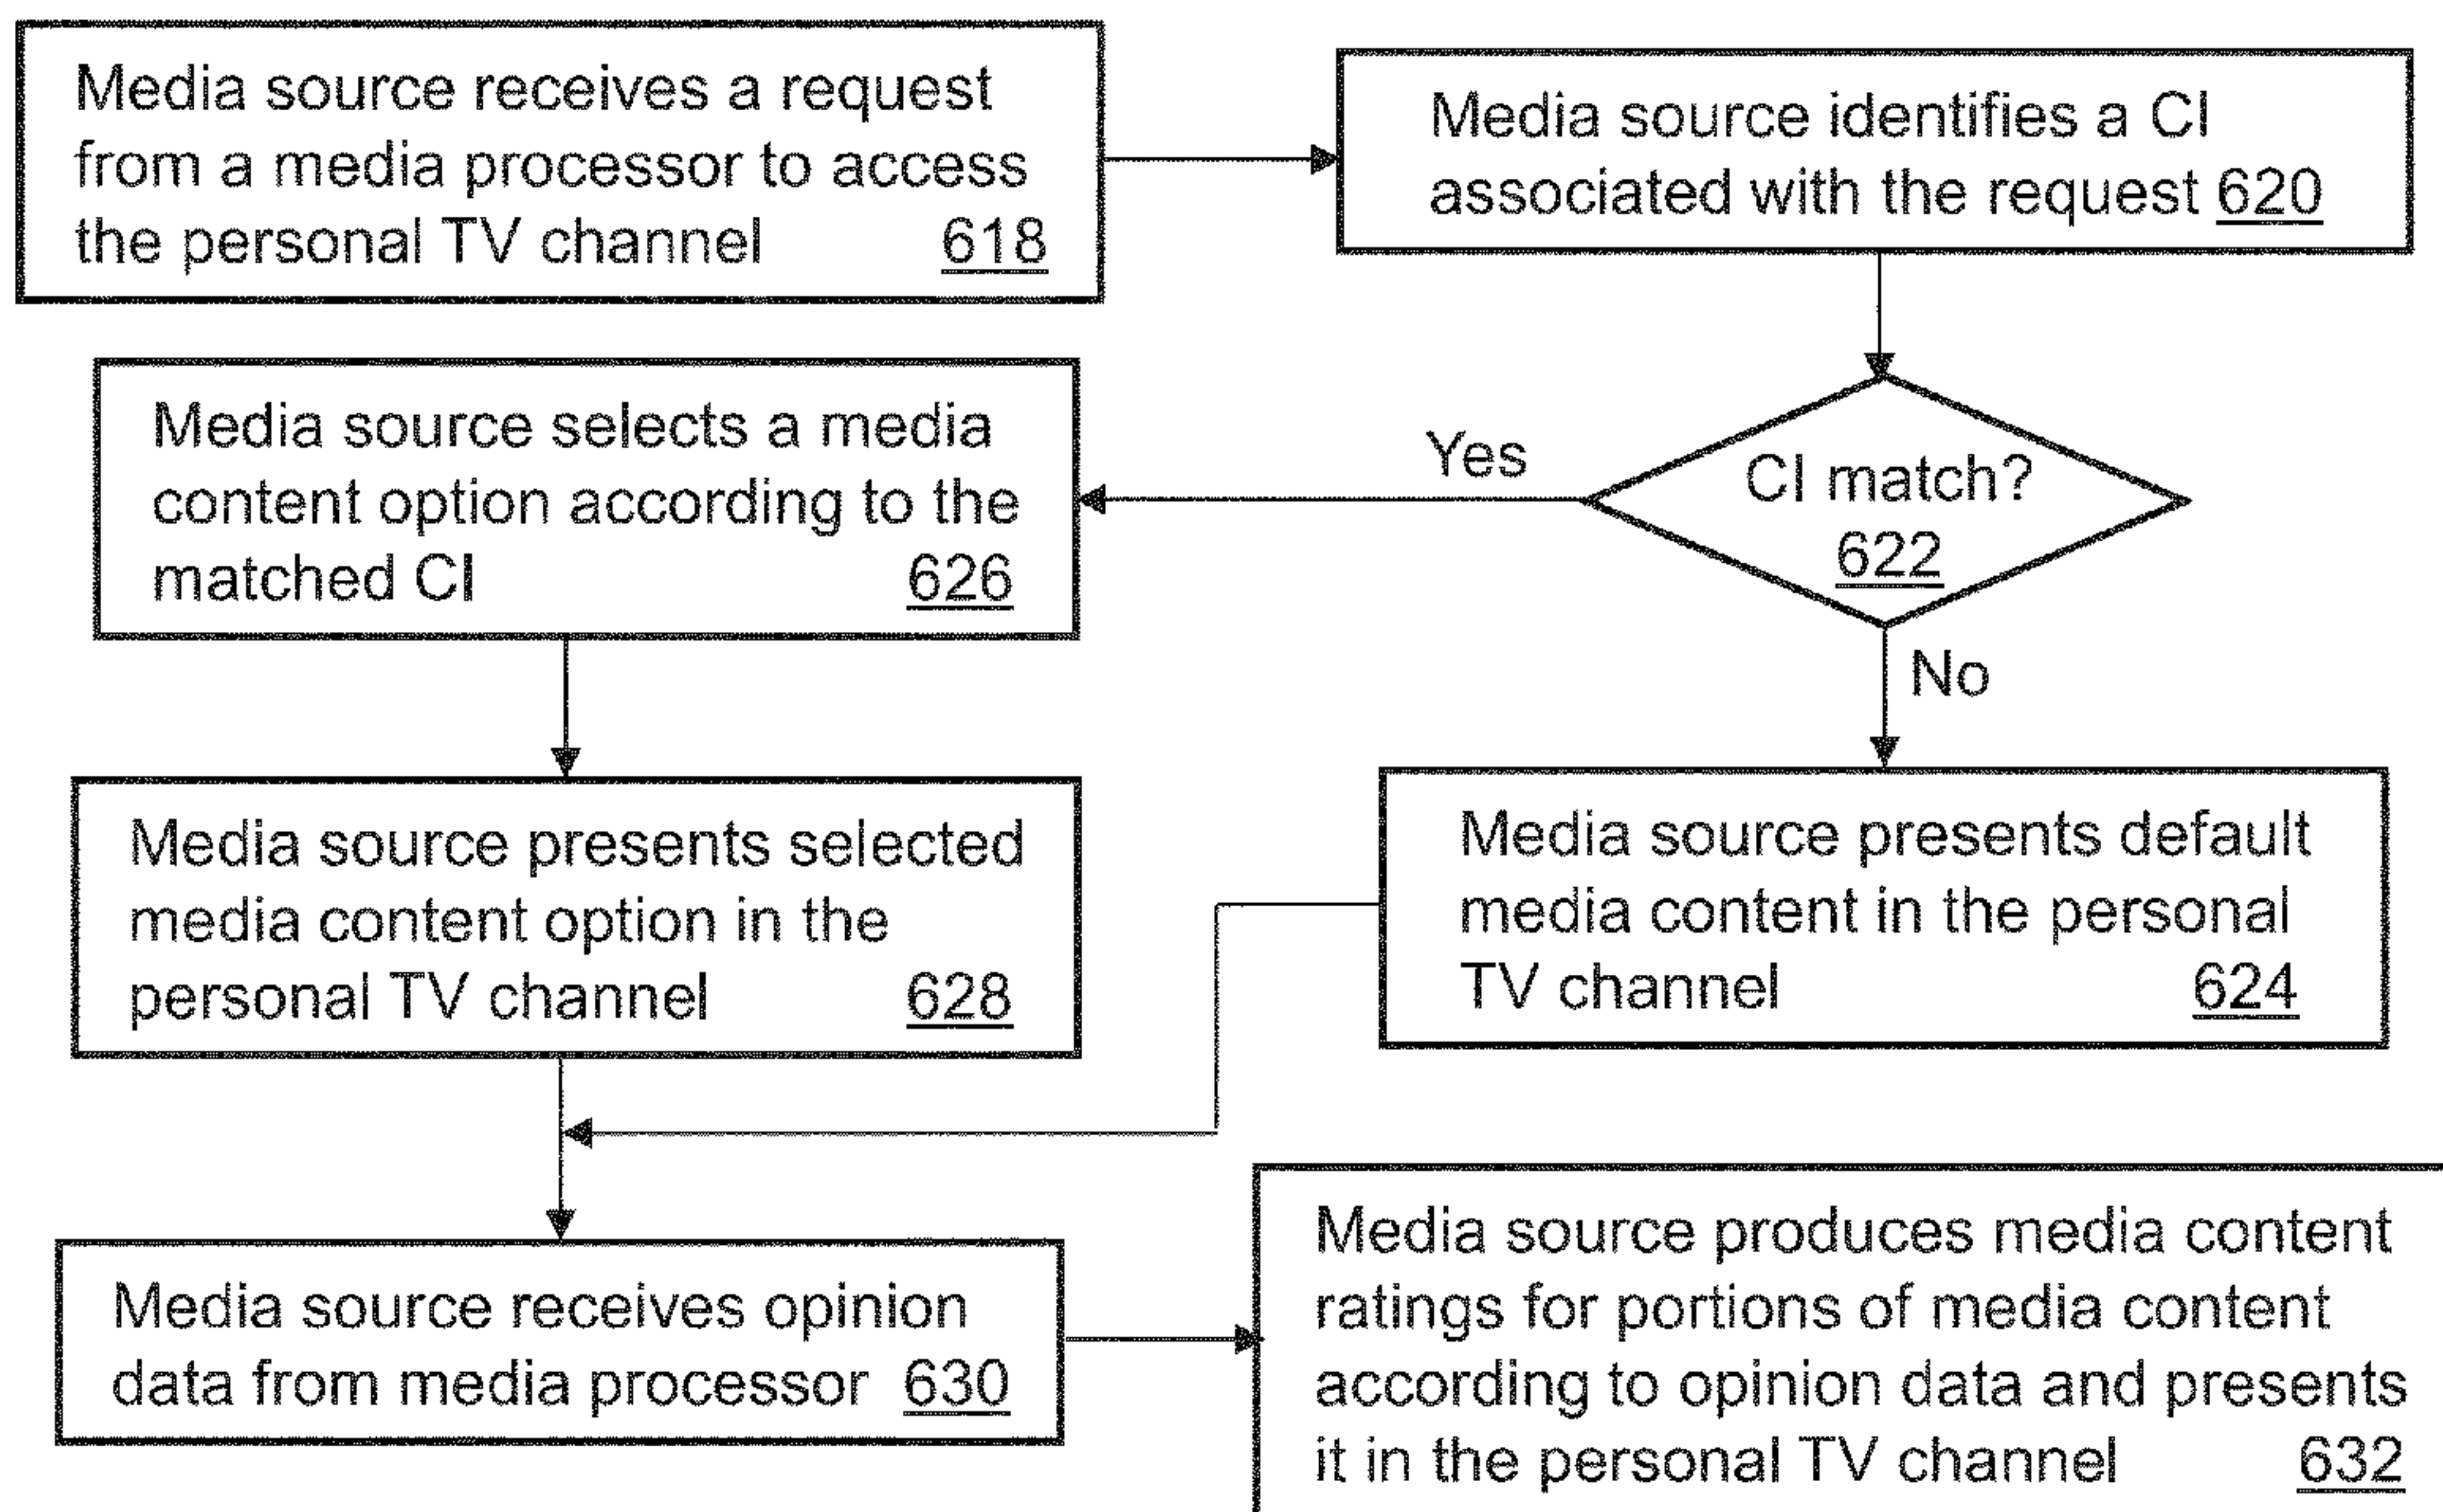 Media source receives a request
from a media processor to access
the personal TV channel 618
Media source identifies a CI
associated with the request 620
CI match?
622
Yes
No
Media source selects a media
content option according to the
matched CI 626
Media source presents selected
media content option in the
personal TV channel 628
Media source presents default
media content in the personal
TV channel 624
Media source receives opinion
data from media processor 630
Media source produces media content
ratings for portions of media content
according to opinion data and presents
it in the personal TV channel 632